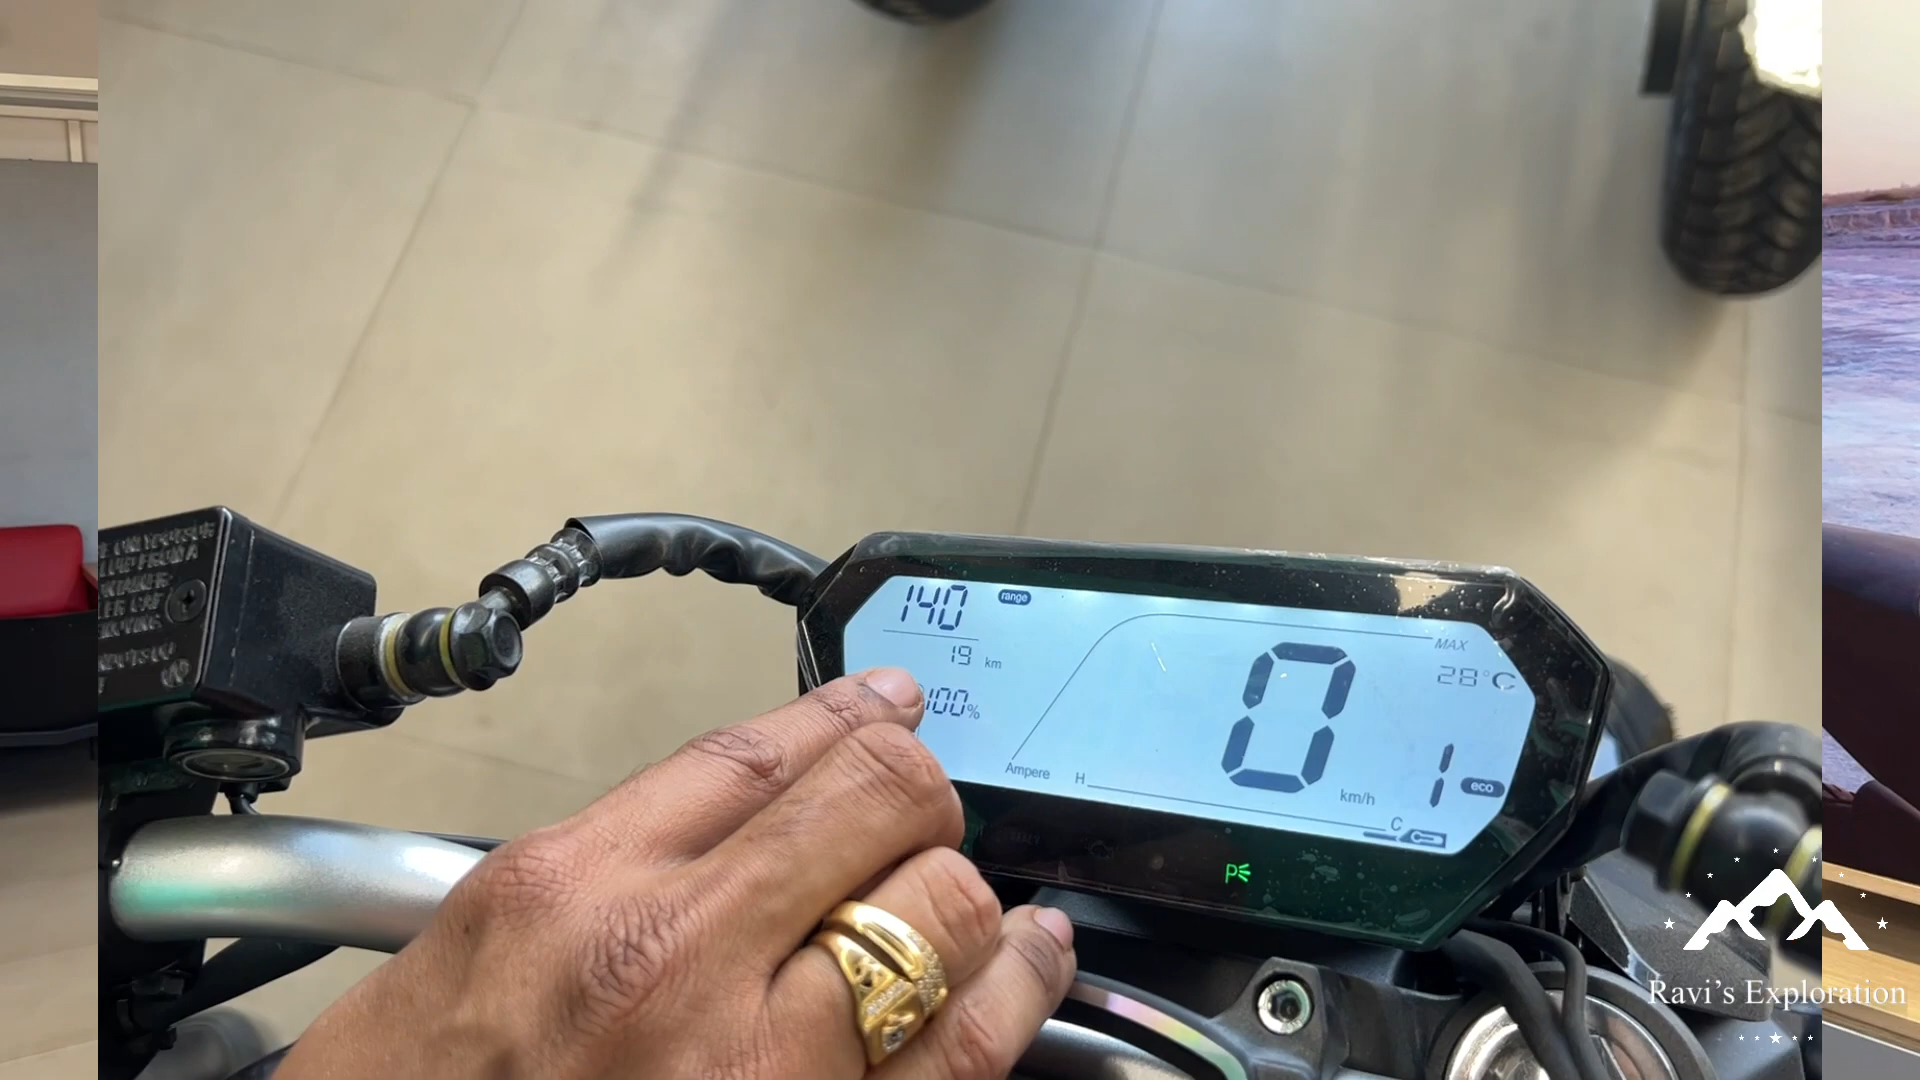 140 range
19 km
100%
MAX
28°C
Ampere
H
0
km/h
1 eco
C
P
Ravi's Exploration